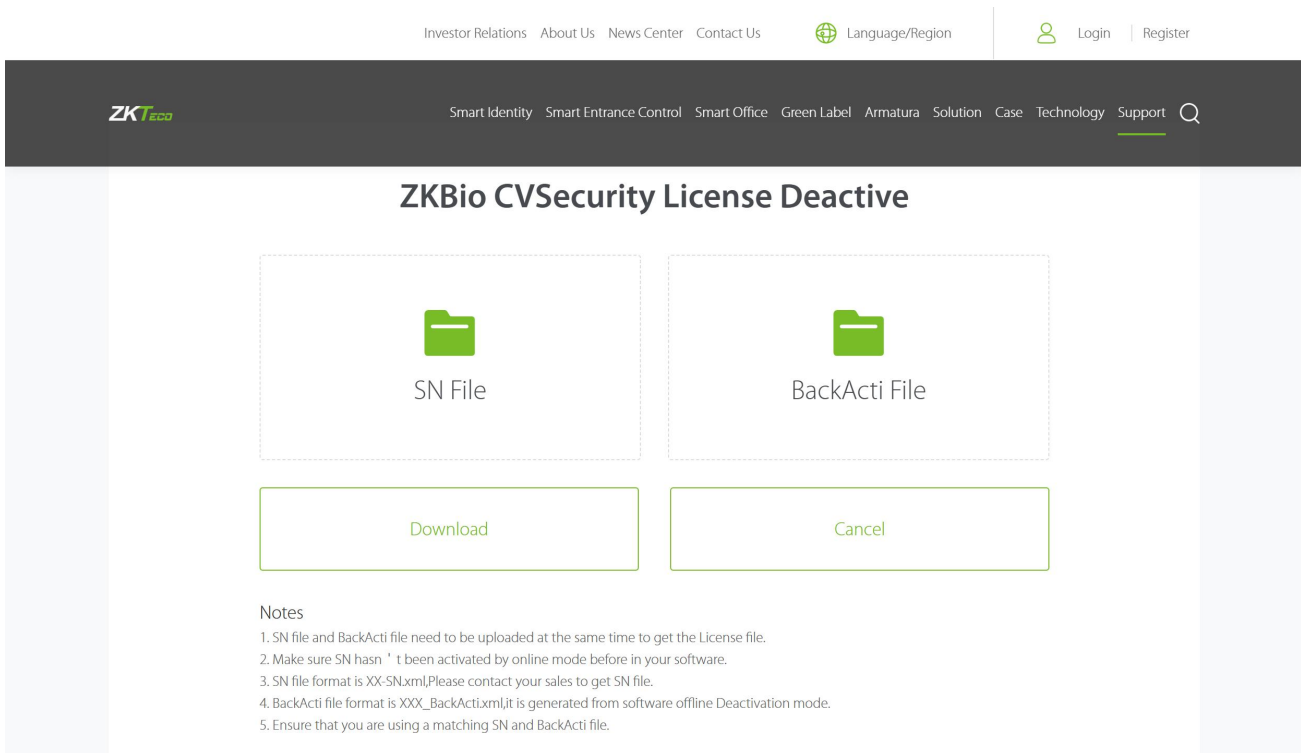 Investor Relations About Us News Center Contact Us Language/Region Login Register
ZKTECO Smart Identity Smart Entrance Control Smart Office Green Label Armatura Solution Case Technology Support
ZKBio CVSecurity License Deactive
SN File BackActi File
Download Cancel
Notes
1. SN file and BackActi file need to be uploaded at the same time to get the License file.
2. Make sure SN hasn ' t been activated by online mode before in your software.
3. SN file format is XX-SN.xml,Please contact your sales to get SN file.
4. BackActi file format is XXX_BackActi.xml,it is generated from software offline Deactivation mode.
5. Ensure that you are using a matching SN and BackActi file.